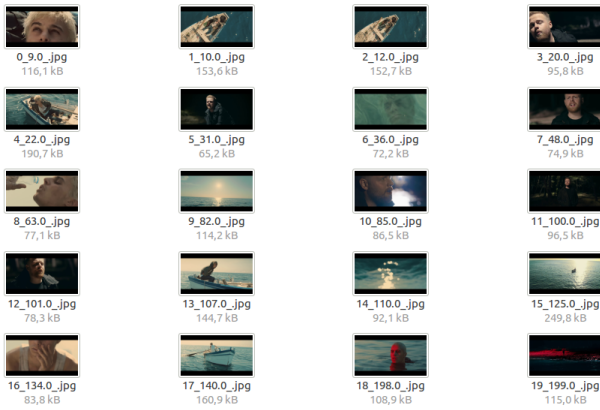 0_9.0_.jpg 1_10.0_.jpg 2_12.0_.jpg 3_20.0_.jpg
116,1 kB 153,6 kB 152,7 kB 95,8 kB
4_22.0_.jpg 5_31.0_.jpg 6_36.0_.jpg 7_48.0_.jpg
190,7 kB 65,2 kB 72,2 kB 74,9 kB
8_63.0_.jpg 9_82.0_.jpg 10_85.0_.jpg 11_100.0_.jpg
77,1 kB 114,2 kB 86,5 kB 96,5 kB
12_101.0_.jpg 13_107.0_.jpg 14_110.0_.jpg 15_125.0_.jpg
78,3 kB 144,7 kB 92,1 kB 249,8 kB
16_134.0_.jpg 17_140.0_.jpg 18_198.0_.jpg 19_199.0_.jpg
83,8 kB 160,9 kB 108,9 kB 115,0 kB